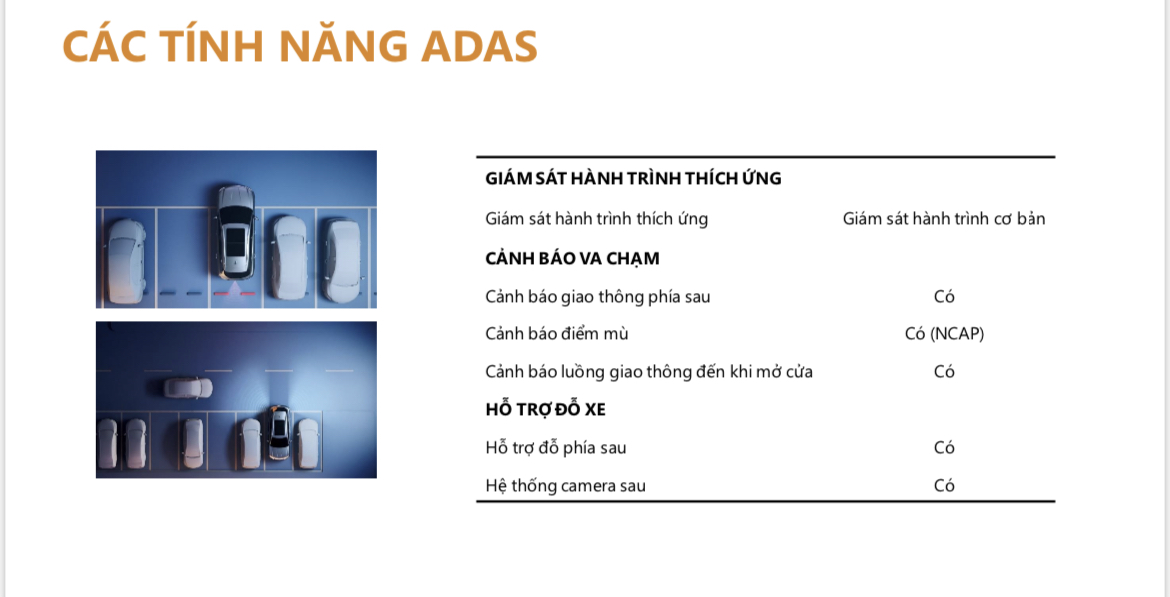 CÁC TÍNH NĂNG ADAS
GIÁM SÁT HÀNH TRÌNH THÍCH ỨNG
Giám sát hành trình thích ứng Giám sát hành trình cơ bản
CẢNH BÁO VA CHẠM
Cảnh báo giao thông phía sau Có
Cảnh báo điểm mù Có (NCAP)
Cảnh báo luồng giao thông đến khi mở cửa Có
HỖ TRỢ ĐỖ XE
Hỗ trợ đỗ phía sau Có
Hệ thống camera sau Có